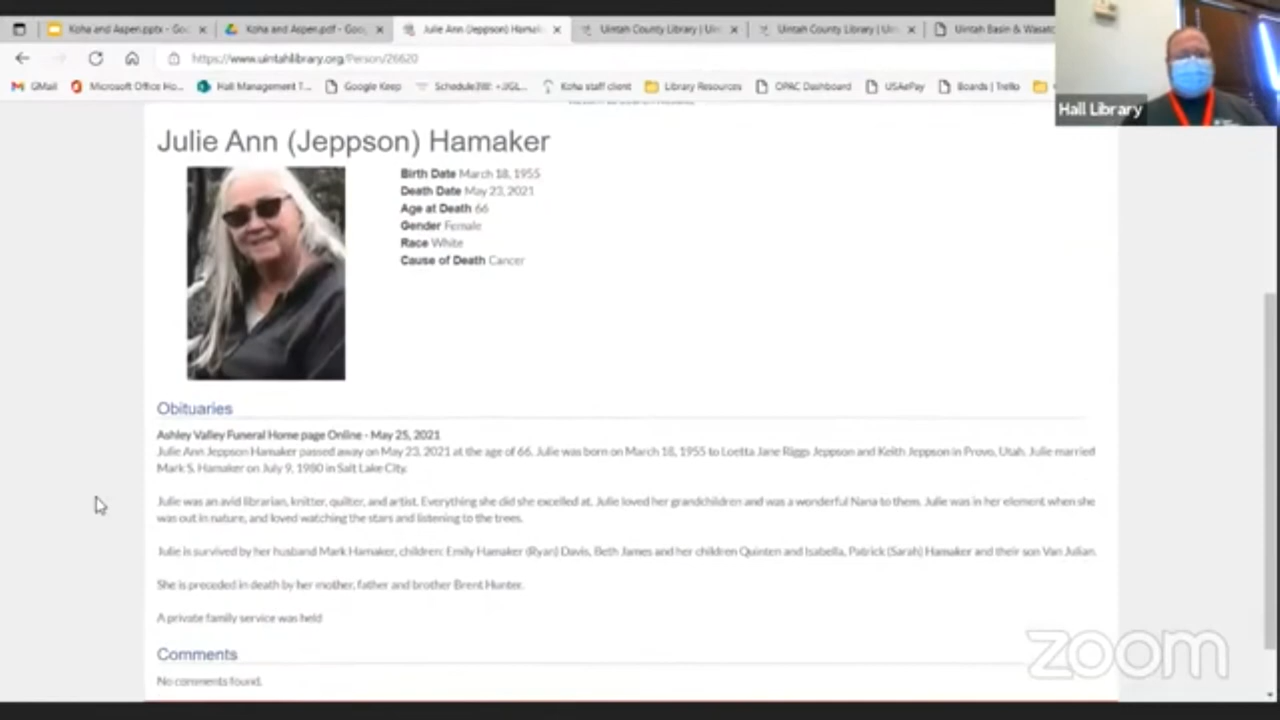 Koha and Aspen.pptx - Goo
Koha and Aspen.pdf - Goog
Julie Ann (Jeppson) Hamak
Uintah County Library | Uin
Uintah County Library | Uin
Uintah Basin & Wasatc
https://www.uintahlibrary.org/Person/26620
GMail
Microsoft Office Ho...
Hall Management T...
Google Keep
Koha staff client
Library Resources
OPAC Dashboard
USAePay
Boards | Trello
Hall Library
Julie Ann (Jeppson) Hamaker
Birth Date March 18, 1955
Death Date May 23, 2021
Age at Death 66
Gender Female
Race White
Cause of Death Cancer
Obituaries
Ashley Valley Funeral Home page Online - May 25, 2021
Julie Ann Jeppson Hamaker passed away on May 23, 2021 at the age of 66. Julie was born on March 18, 1955 to Loetta Jane Riggs Jeppson and Keith Jeppson in Provo, Utah. Julie married
Mark S. Hamaker on July 9, 1980 in Salt Lake City.
Julie was an avid librarian, knitter, quilter, and artist. Everything she did she excelled at. Julie loved her grandchildren and was a wonderful Nana to them. Julie was in her element when she
was out in nature, and loved watching the stars and listening to the trees.
Julie is survived by her husband Mark Hamaker, children: Emily Hamaker (Ryan) Davis, Beth James and her children Quinten and Isabella, Patrick (Sarah) Hamaker and their son Van Julian.
She is preceded in death by her mother, father and brother Brent Hunter.
A private family service was held
Comments
No comments found.
zoom